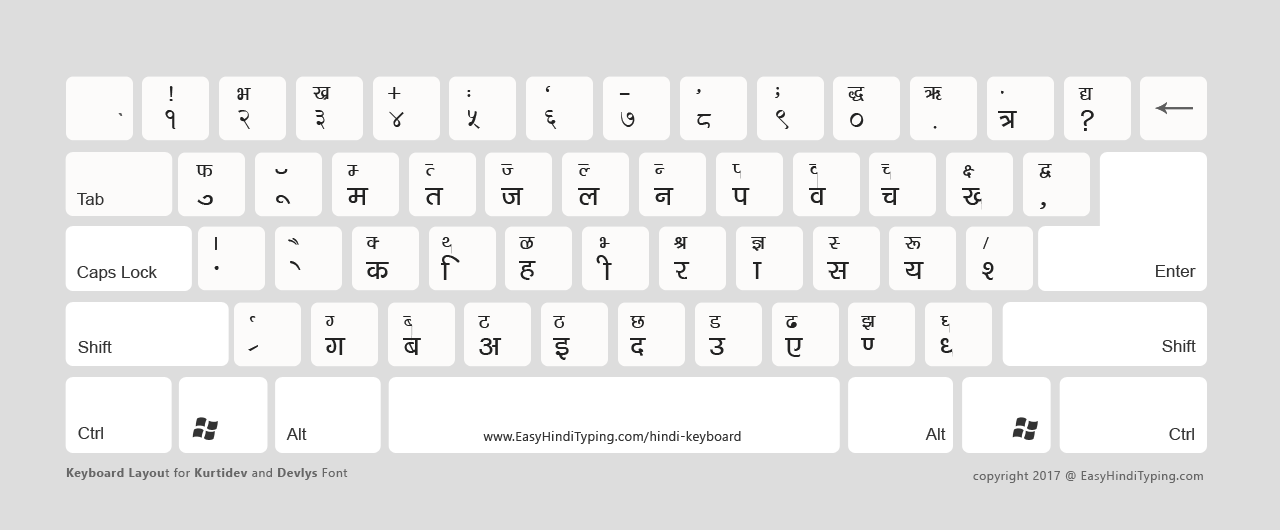 ! भ ख्र + : ‘ – ’ ; द्ध ऋ · द्य
` १ २ ३ ४ ५ ६ ७ ८ ९ ० . त्र ? ←
फ ॅ म् त् ज् ल् न् प् व् च् क्ष् द्व
Tab ु ू म त ज ल न प व च ख् ,
। ै क् थ् ळ भ् श्र ज्ञ स् रू /
Caps Lock · े क ि ह ी र ा स य श् Enter
ग् ब् ट ठ छ ड ढ झ घ्
Shift ग ब अ इ द उ ए ण् ध् Shift
Ctrl Alt www.EasyHindiTyping.com/hindi-keyboard Alt Ctrl
Keyboard Layout for Kurtidev and Devlys Font copyright 2017 @ EasyHindiTyping.com